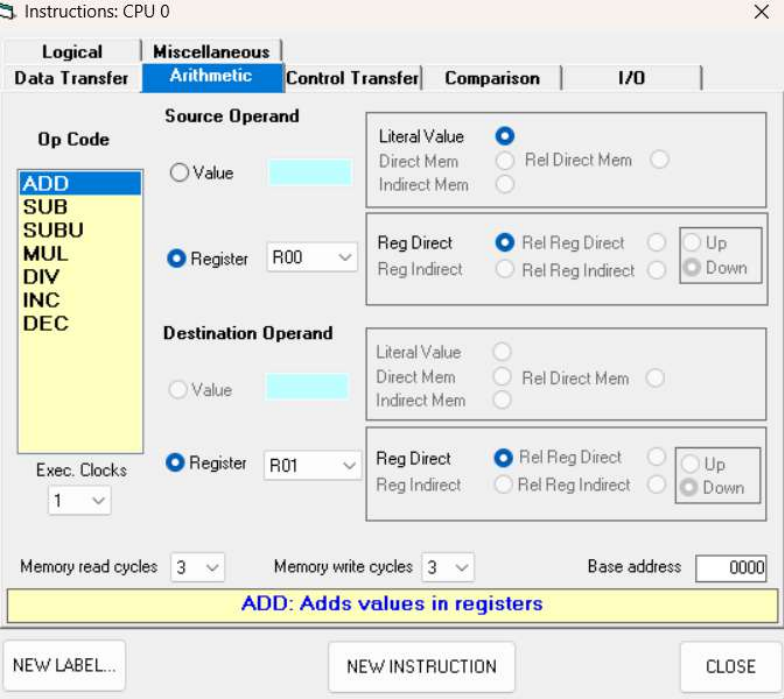 Instructions: CPU 0
Logical Miscellaneous
Data Transfer Arithmetic Control Transfer Comparison I/O
Op Code
ADD
SUB
SUBU
MUL
DIV
INC
DEC
Exec. Clocks
1
Source Operand
Value
Literal Value
Direct Mem Rel Direct Mem
Indirect Mem
Register R00
Reg Direct Rel Reg Direct Up
Reg Indirect Rel Reg Indirect Down
Destination Operand
Value
Literal Value
Direct Mem Rel Direct Mem
Indirect Mem
Register R01
Reg Direct Rel Reg Direct Up
Reg Indirect Rel Reg Indirect Down
Memory read cycles 3 Memory write cycles 3 Base address 0000
ADD: Adds values in registers
NEW LABEL... NEW INSTRUCTION CLOSE